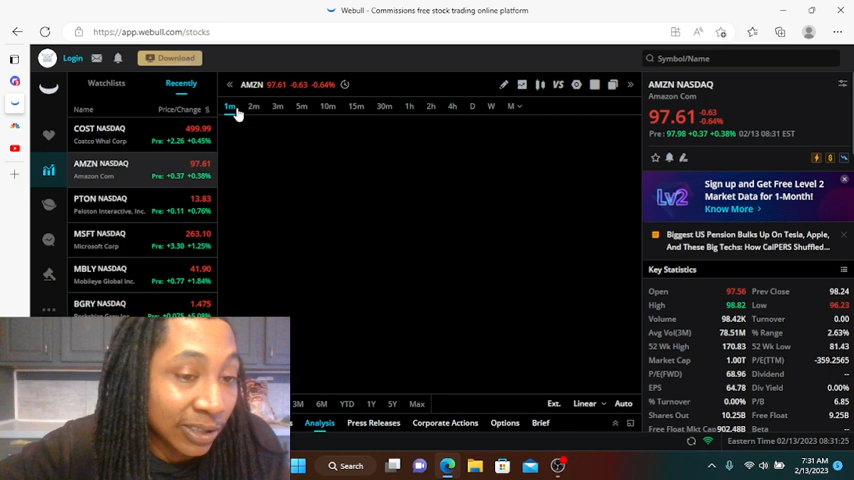 Webull - Commissions free stock trading online platform
https://app.webull.com/stocks
Login
Download
Symbol/Name
Watchlists Recently
AMZN 97.61 -0.63 -0.64%
VS
Name Price/Change
1m 2m 3m 5m 10m 15m 30m 1h 2h 4h D W M
COST NASDAQ 499.99
Costco Whsl Corp Pre: +2.26 +0.45%
AMZN NASDAQ 97.61
Amazon Com Pre: +0.37 +0.38%
PTON NASDAQ 13.83
Peloton Interactive, Inc. Pre: +0.11 +0.76%
MSFT NASDAQ 263.10
Microsoft Corp Pre: +3.30 +1.25%
MBLY NASDAQ 41.90
Mobileye Global Inc. Pre: +0.77 +1.84%
BGRY NASDAQ 1.475
AMZN NASDAQ
Amazon Com
97.61 -0.63
-0.64%
Pre: 97.98 +0.37 +0.38% 02/13 08:31 EST
Lv2
Sign up and Get Free Level 2
Market Data for 1-Month!
Know More >
Biggest US Pension Bulks Up On Tesla, Apple,
And These Big Techs: How CalPERS Shuffled...
Key Statistics
Open 97.56 Prev Close 98.24
High 98.82 Low 96.23
Volume 98.42K Turnover 0.00
Avg Vol(3M) 78.51M % Range 2.63%
52 Wk High 170.83 52 Wk Low 81.43
Market Cap 1.00T P/E(TTM) -359.2565
P/E(FWD) 68.96 Dividend --
EPS 64.78 Div Yield 0.00%
% Turnover 0.00% P/B 6.85
Shares Out 10.25B Free Float 9.25B
Free Float Mkt Cap 902.48B Beta --
3M 6M YTD 1Y 5Y Max Ext. Linear Auto
Analysis Press Releases Corporate Actions Options Brief
Eastern Time 02/13/2023 08:31:25
Search
7:31 AM
2/13/2023